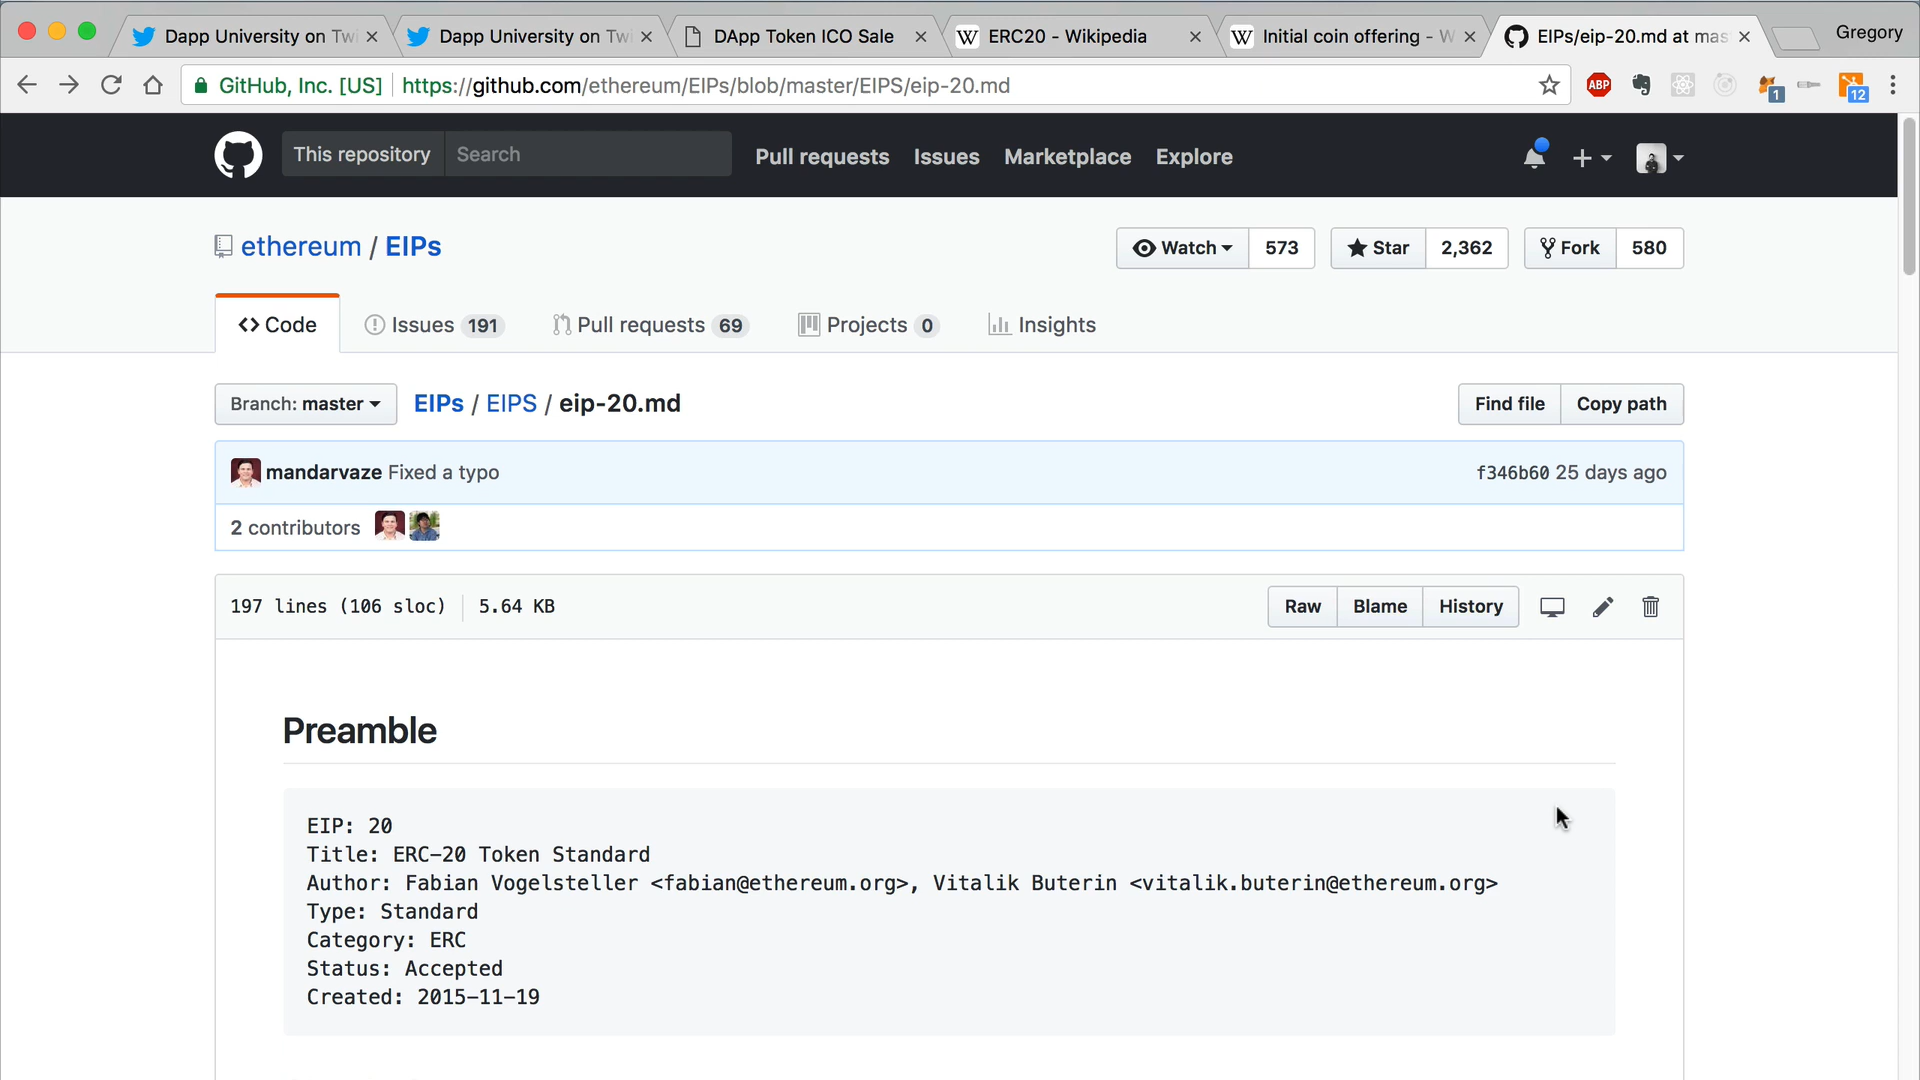 Dapp University on Twi
Dapp University on Twi
DApp Token ICO Sale
ERC20 - Wikipedia
Initial coin offering - W
EIPs/eip-20.md at mas
Gregory
GitHub, Inc. [US] https://github.com/ethereum/EIPs/blob/master/EIPS/eip-20.md
ABP
1
12
This repository Search Pull requests Issues Marketplace Explore
ethereum / EIPs
Watch 573 Star 2,362 Fork 580
Code Issues 191 Pull requests 69 Projects 0 Insights
Branch: master EIPs / EIPS / eip-20.md Find file Copy path
mandarvaze Fixed a typo f346b60 25 days ago
2 contributors
197 lines (106 sloc) 5.64 KB Raw Blame History
Preamble
EIP: 20
Title: ERC-20 Token Standard
Author: Fabian Vogelsteller <fabian@ethereum.org>, Vitalik Buterin <vitalik.buterin@ethereum.org>
Type: Standard
Category: ERC
Status: Accepted
Created: 2015-11-19